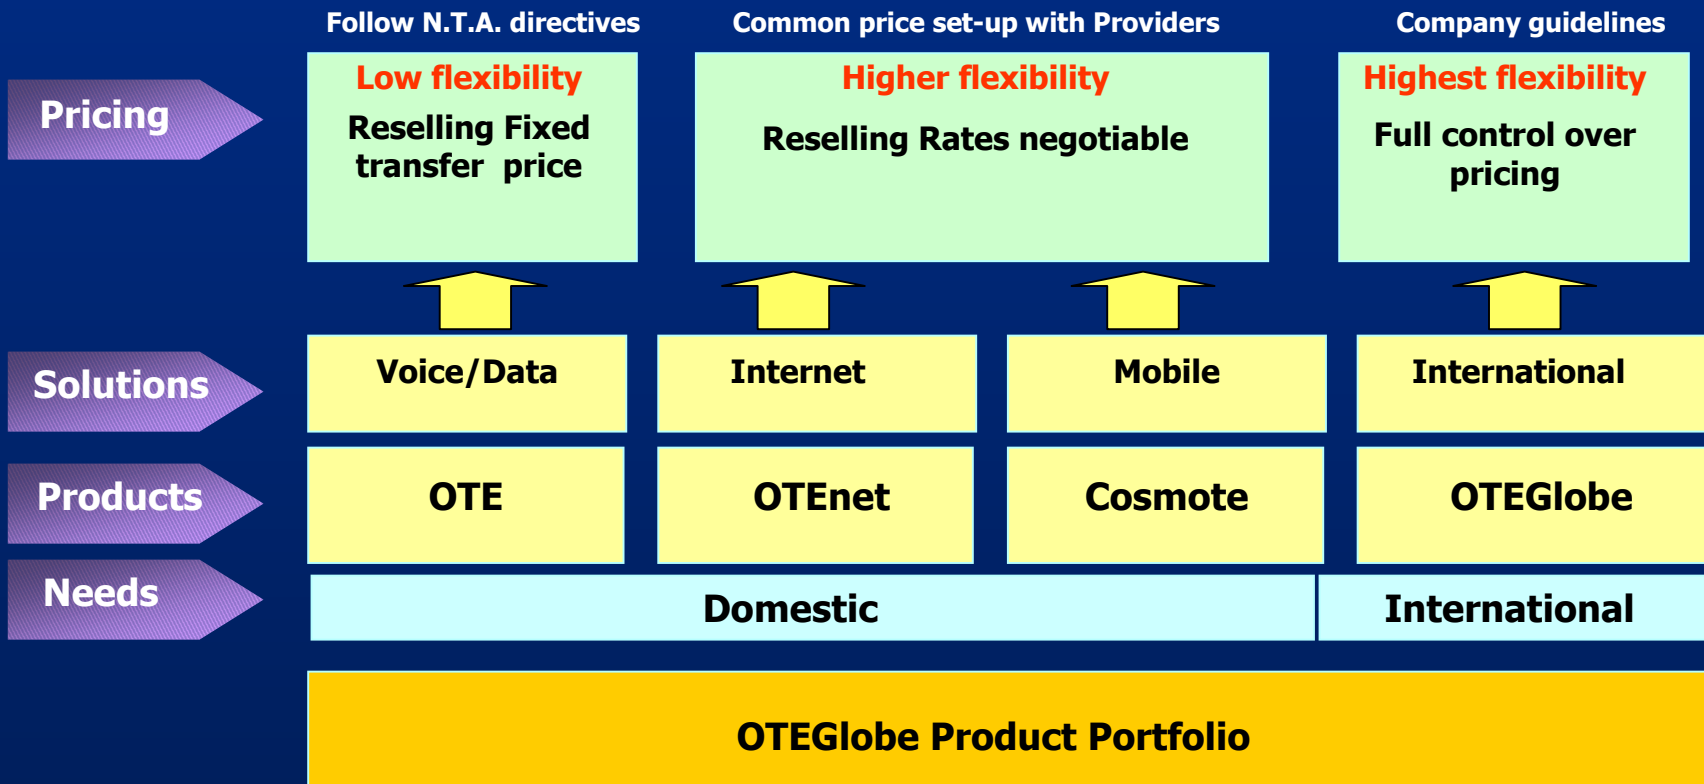 Follow N.T.A. directives
Common price set-up with Providers
Company guidelines
Pricing
Low flexibility
Reselling Fixed
transfer price
Higher flexibility
Reselling Rates negotiable
Highest flexibility
Full control over
pricing
Solutions
Voice/Data
Internet
Mobile
International
Products
OTE
OTEnet
Cosmote
OTEGlobe
Needs
Domestic
International
OTEGlobe Product Portfolio